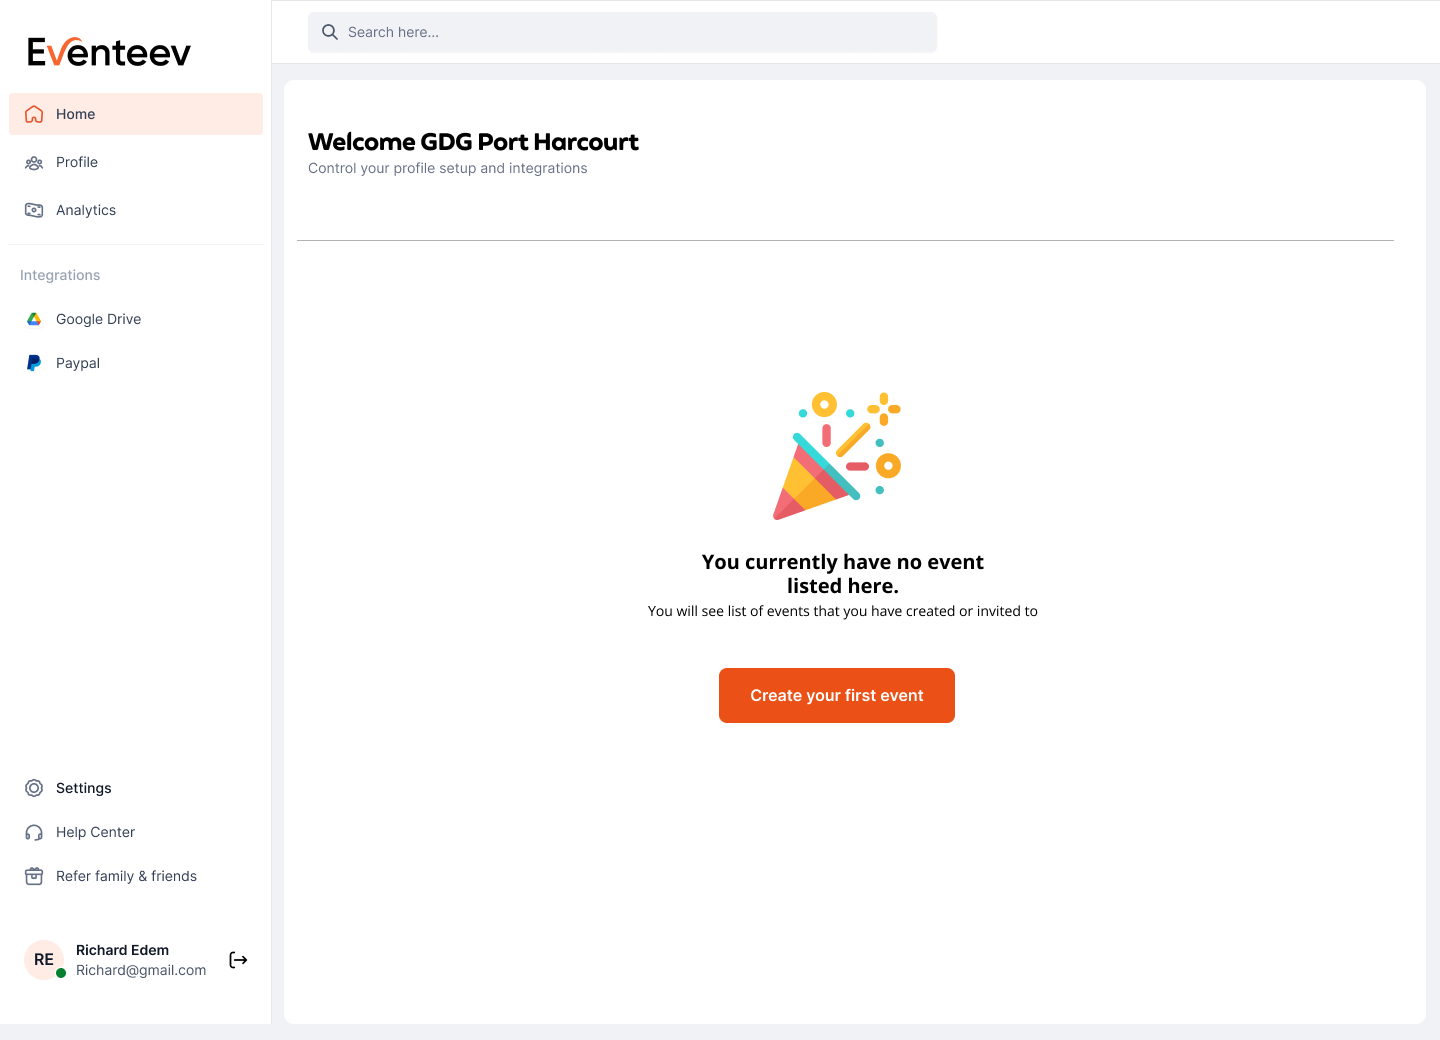 Eventeev
Home
Profile
Analytics
Integrations
Google Drive
Paypal
Settings
Help Center
Refer family & friends
RE
Richard Edem
Richard@gmail.com
Search here...
Welcome GDG Port Harcourt
Control your profile setup and integrations
You currently have no event
listed here.
You will see list of events that you have created or invited to
Create your first event